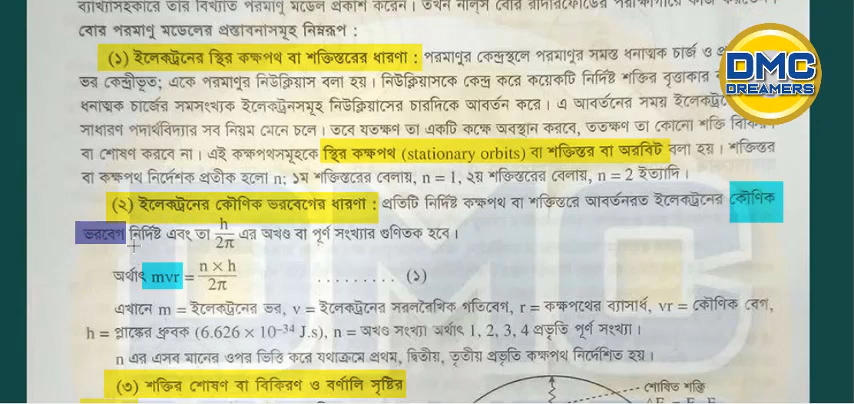 ব্যাখ্যাসহকারে তার বিখ্যাত পরমাণু মডেল প্রকাশ করেন। তখন নীলস বোর রাদারফোর্ডের
বোর পরমাণু মডেলের প্রস্তাবনাসমূহ নিম্নরূপ :
(১) ইলেকট্রনের স্থির কক্ষপথ বা শক্তিস্তরের ধারণা : পরমাণুর কেন্দ্রস্থলে পরমাণুর সমস্ত ধনাত্মক চার্জ ও
ভর কেন্দ্রীভূত; একে পরমাণুর নিউক্লিয়াস বলা হয়। নিউক্লিয়াসকে কেন্দ্র করে কয়েকটি নির্দিষ্ট শক্তির বৃত্তাকার
ধনাত্মক চার্জের সমসংখ্যক ইলেকট্রনসমূহ নিউক্লিয়াসের চারদিকে আবর্তন করে। এ আবর্তনের সময়
সাধারণ পদার্থবিদ্যার সব নিয়ম মেনে চলে। তবে যতক্ষণ তা একটি কক্ষে অবস্থান করবে, ততক্ষণ তা কোনো শক্তি বিকিরণ
বা শোষণ করবে না। এই কক্ষপথসমূহকে স্থির কক্ষপথ (stationary orbits) বা শক্তিস্তর বা অরবিট বলা হয়। শক্তিস্তর
বা কক্ষপথ নির্দেশক প্রতীক হলো n; ১ম শক্তিস্তরের বেলায়, n = 1, ২য় শক্তিস্তরের বেলায়, n = 2 ইত্যাদি।
(২) ইলেকট্রনের কৌণিক ভরবেগের ধারণা : প্রতিটি নির্দিষ্ট কক্ষপথ বা শক্তিস্তরে আবর্তনরত ইলেকট্রনের কৌণিক
ভরবেগ নির্দিষ্ট এবং তা h/2π এর অখণ্ড বা পূর্ণ সংখ্যার গুণিতক হবে।
অর্থাৎ mvr = n × h/2π ......... (১)
এখানে m = ইলেকট্রনের ভর, v = ইলেকট্রনের সরলরৈখিক গতিবেগ, r = কক্ষপথের ব্যাসার্ধ, vr = কৌণিক বেগ,
h = প্লাঙ্কের ধ্রুবক (6.626 × 10⁻³⁴ J.s), n = অখণ্ড সংখ্যা অর্থাৎ 1, 2, 3, 4 প্রভৃতি পূর্ণ সংখ্যা।
n এর এসব মানের ওপর ভিত্তি করে যথাক্রমে প্রথম, দ্বিতীয়, তৃতীয় প্রভৃতি কক্ষপথ নির্দেশিত হয়।
(৩) শক্তির শোষণ বা বিকিরণ ও বর্ণালি সৃষ্টির
শোষিত শক্তি
DMC
DREAMERS
DMC